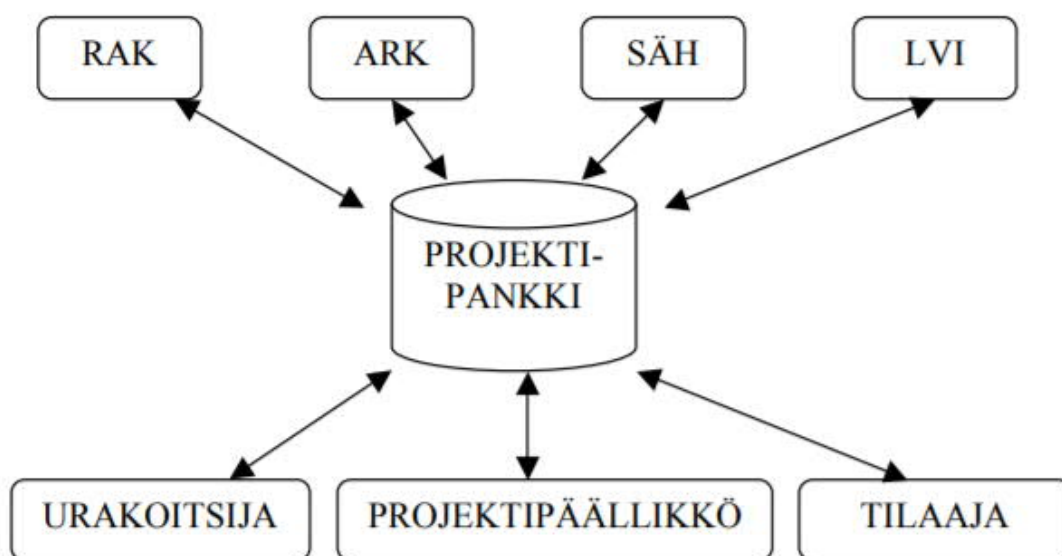 RAK
ARK
SÄH
LVI
PROJEKTI-
PANKKI
URAKOITSIJA
PROJEKTIPÄÄLLIKKÖ
TILAAJA